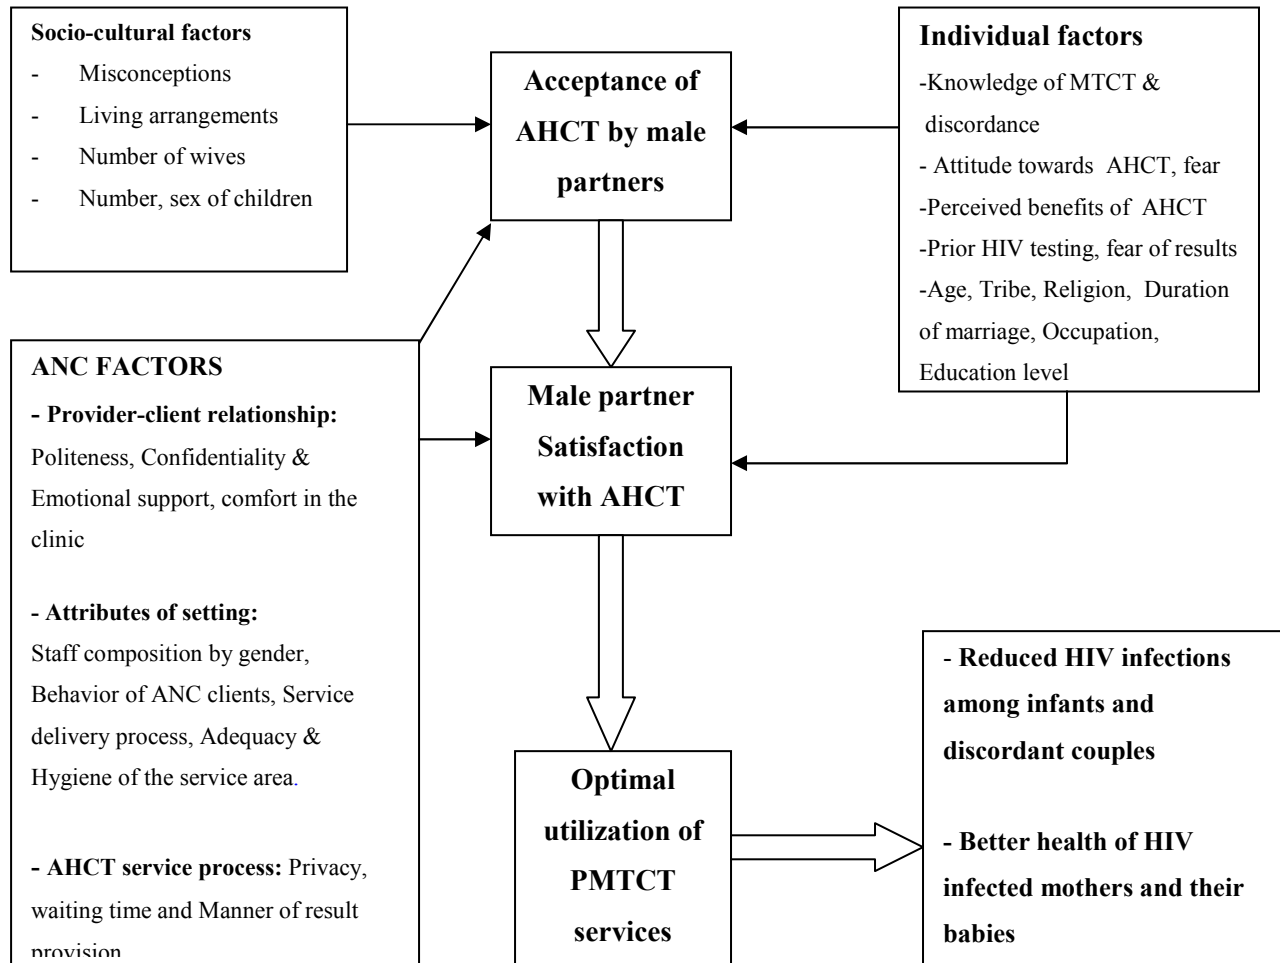 Socio-cultural factors
- Misconceptions
- Living arrangements
- Number of wives
- Number, sex of children
Acceptance of
AHCT by male
partners
Individual factors
-Knowledge of MTCT &
discordance
- Attitude towards AHCT, fear
-Perceived benefits of AHCT
-Prior HIV testing, fear of results
-Age, Tribe, Religion, Duration
of marriage, Occupation,
Education level
ANC FACTORS
- Provider-client relationship:
Politeness, Confidentiality &
Emotional support, comfort in the
clinic
- Attributes of setting:
Staff composition by gender,
Behavior of ANC clients, Service
delivery process, Adequacy &
Hygiene of the service area.
- AHCT service process: Privacy,
waiting time and Manner of result
provision
Male partner
Satisfaction
with AHCT
Optimal
utilization of
PMTCT
services
- Reduced HIV infections
among infants and
discordant couples
- Better health of HIV
infected mothers and their
babies